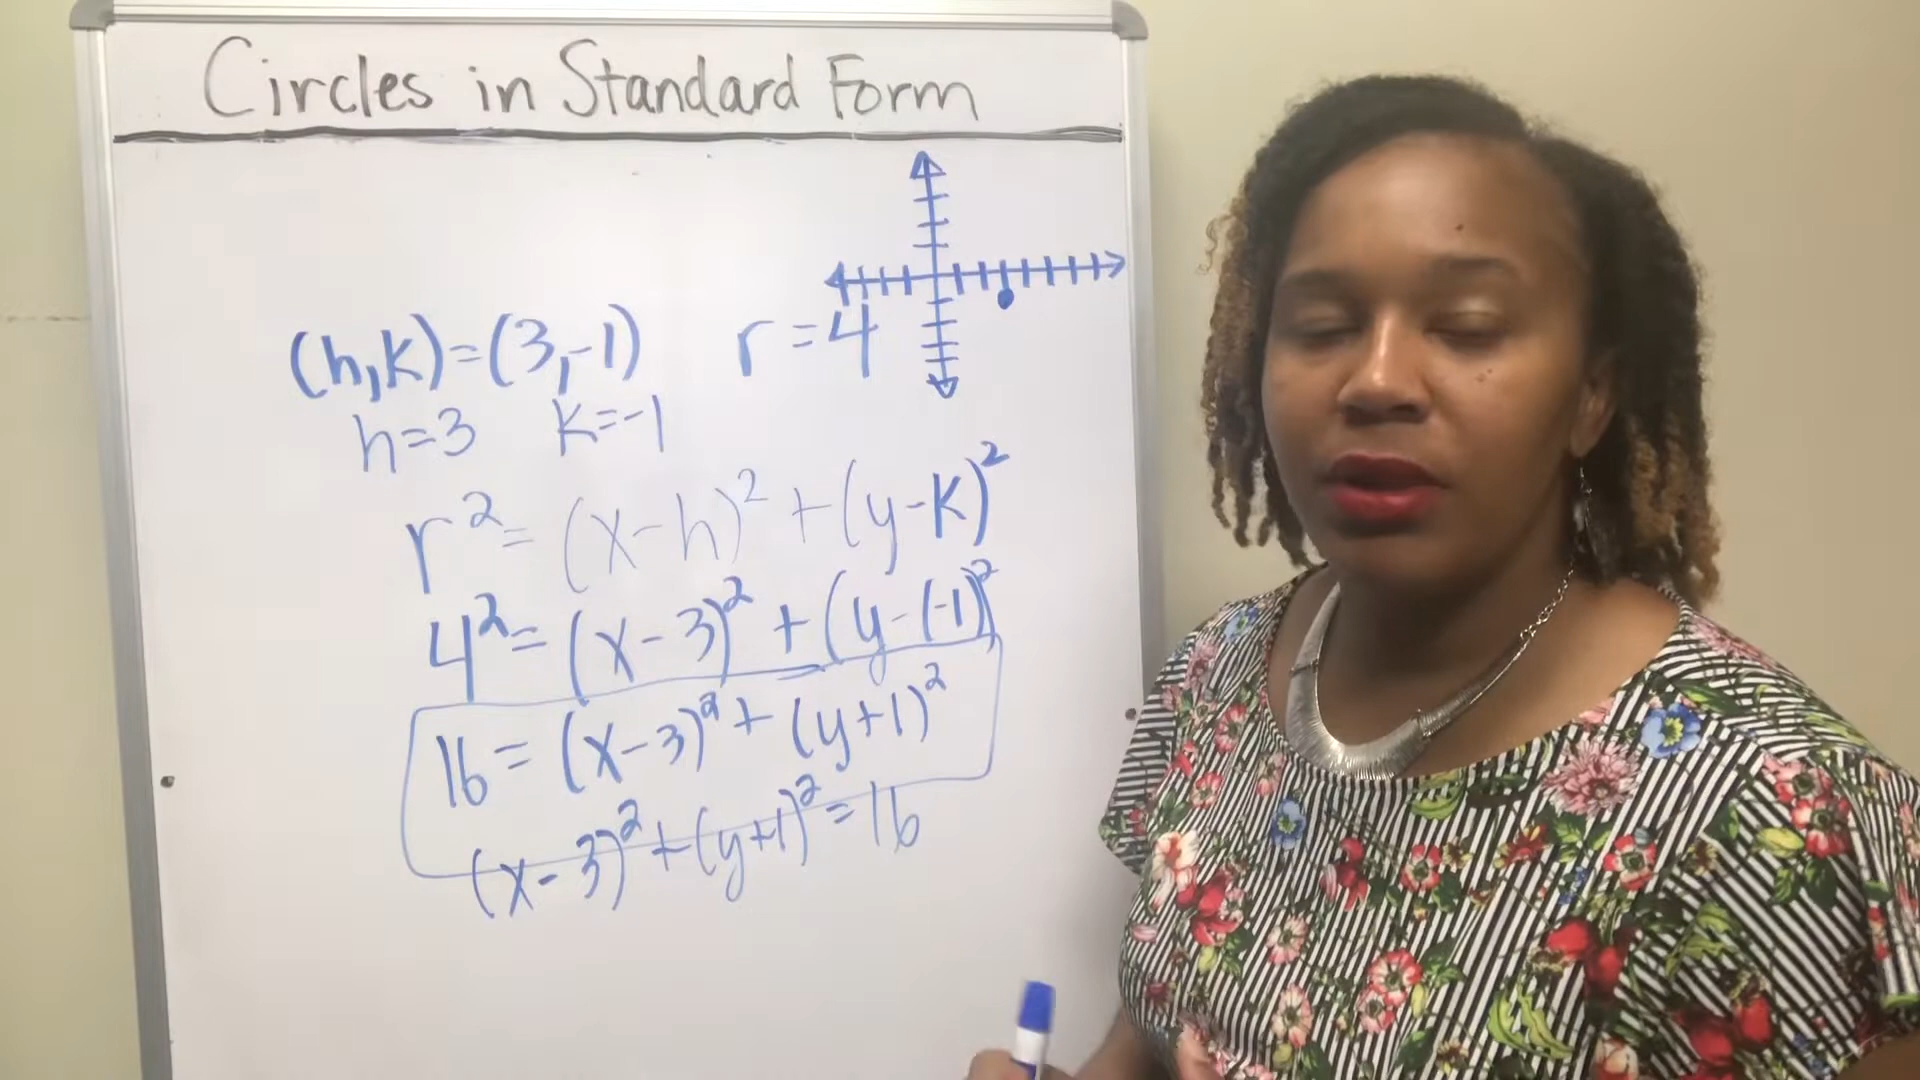 Circles in Standard Form
(h,k)=(3,-1) r=4
h=3 k=-1
r²=(x-h)²+(y-k)²
4²=(x-3)²+(y-(-1)²
16=(x-3)²+(y+1)²
(x-3)²+(y+1)²=16